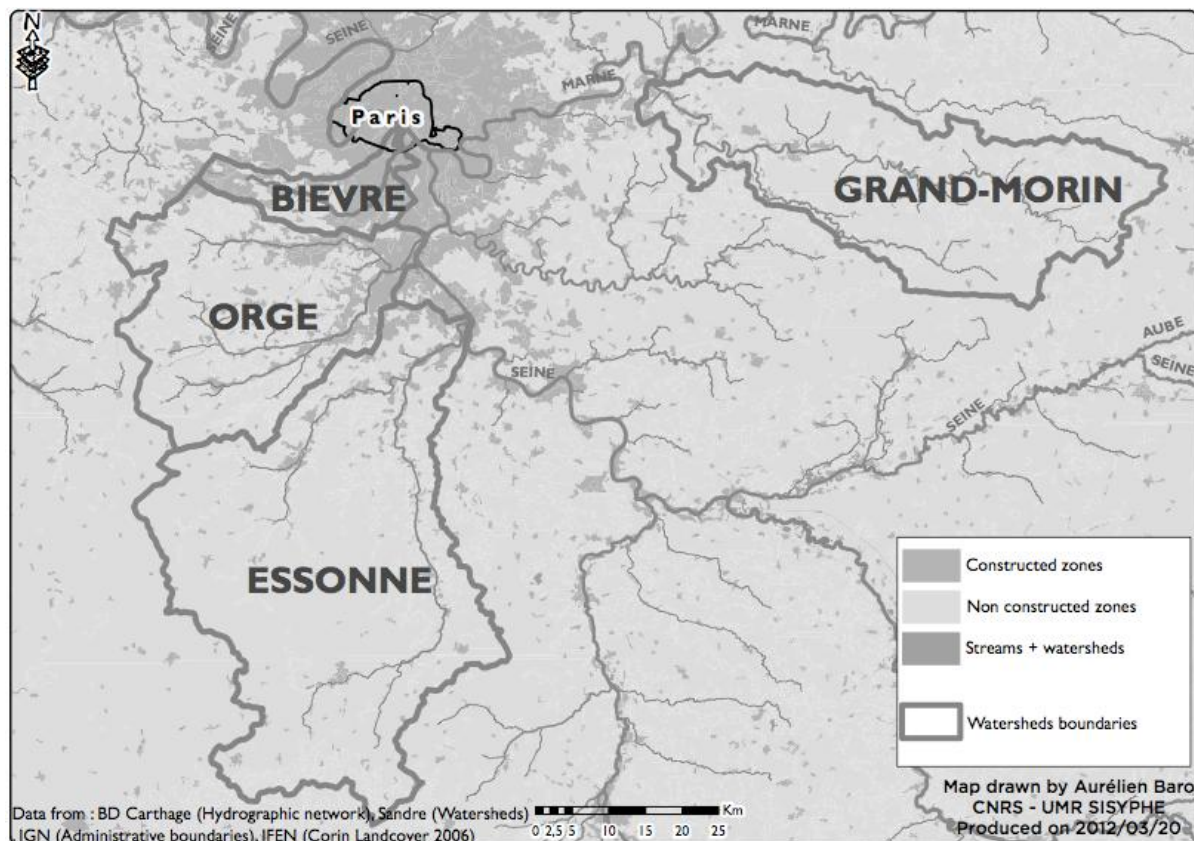 N
SEINE
SEINE
MARNE
MARNE
Paris
BIEVRE
GRAND-MORIN
ORGE
AUBE
SEINE
SEINE
SEINE
ESSONNE
Constructed zones
Non constructed zones
Streams + watersheds
Watersheds boundaries
Data from : BD Carthage (Hydrographic network), Sandre (Watersheds)
IGN (Administrative boundaries), IFEN (Corin Landcover 2006)
Km
0 2,5 5 10 15 20 25
Map drawn by Aurélien Baro
CNRS - UMR SISYPHE
Produced on 2012/03/20